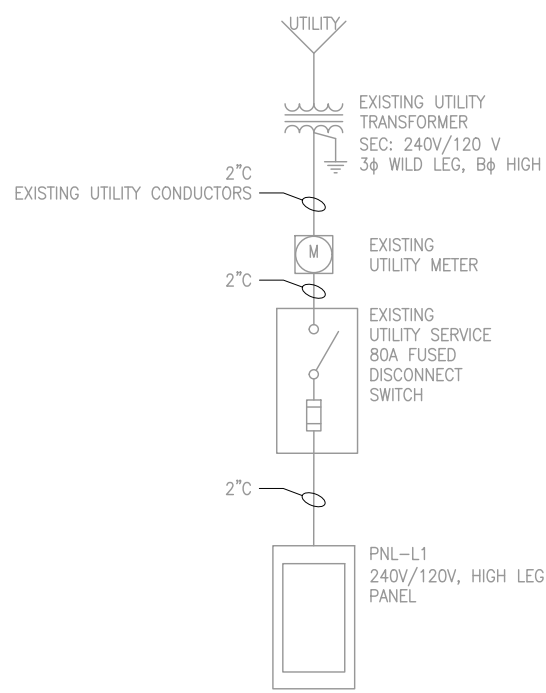 UTILITY
EXISTING UTILITY
TRANSFORMER
SEC: 240V/120 V
3ϕ WILD LEG, Bϕ HIGH
2"C
EXISTING UTILITY CONDUCTORS
M
EXISTING
UTILITY METER
2"C
EXISTING
UTILITY SERVICE
80A FUSED
DISCONNECT
SWITCH
2"C
PNL-L1
240V/120V, HIGH LEG
PANEL